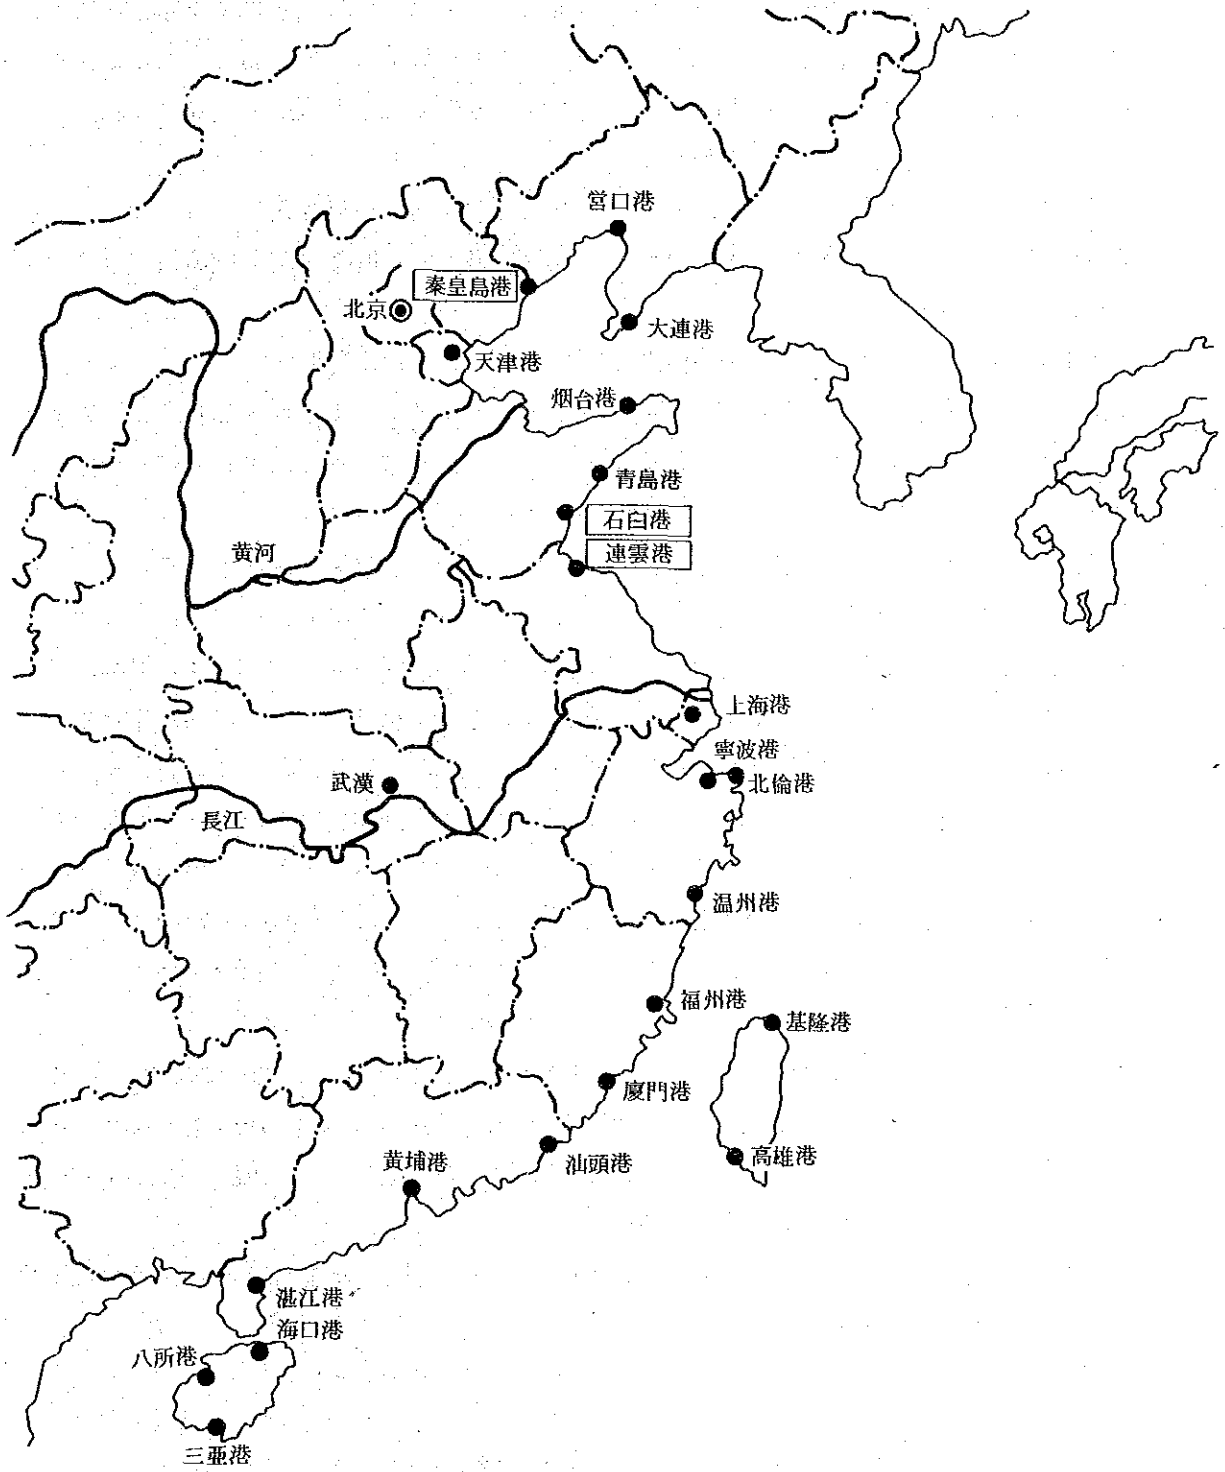 営口港
秦皇島港
北京
大連港
天津港
烟台港
青島港
石臼港
黄河
連雲港
上海港
寧波港
武漢
北倫港
長江
温州港
福州港
基隆港
廈門港
高雄港
黄埔港
汕頭港
湛江港
海口港
八所港
三亜港